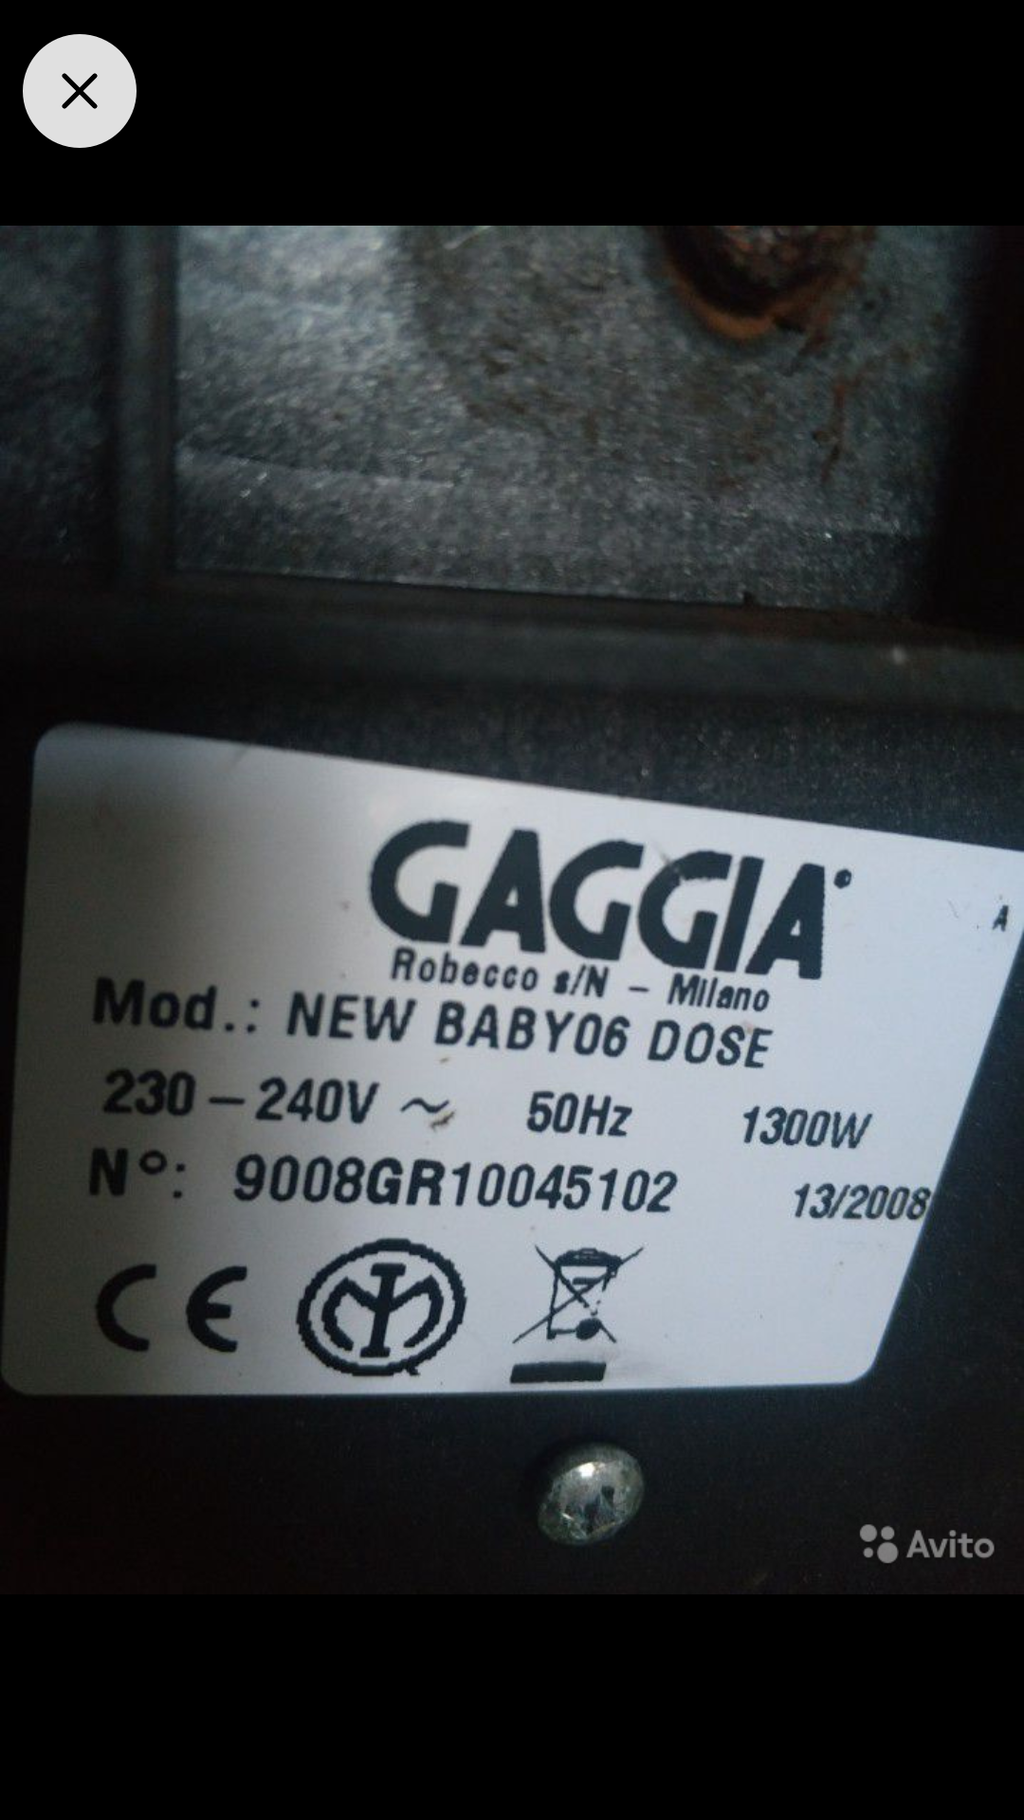 GAGGIA
A
Robecco s/N - Milano
Mod.: NEW BABY06 DOSE
230-240V ~ 50Hz 1300W
N°: 9008GR10045102 13/2008
CE
Avito